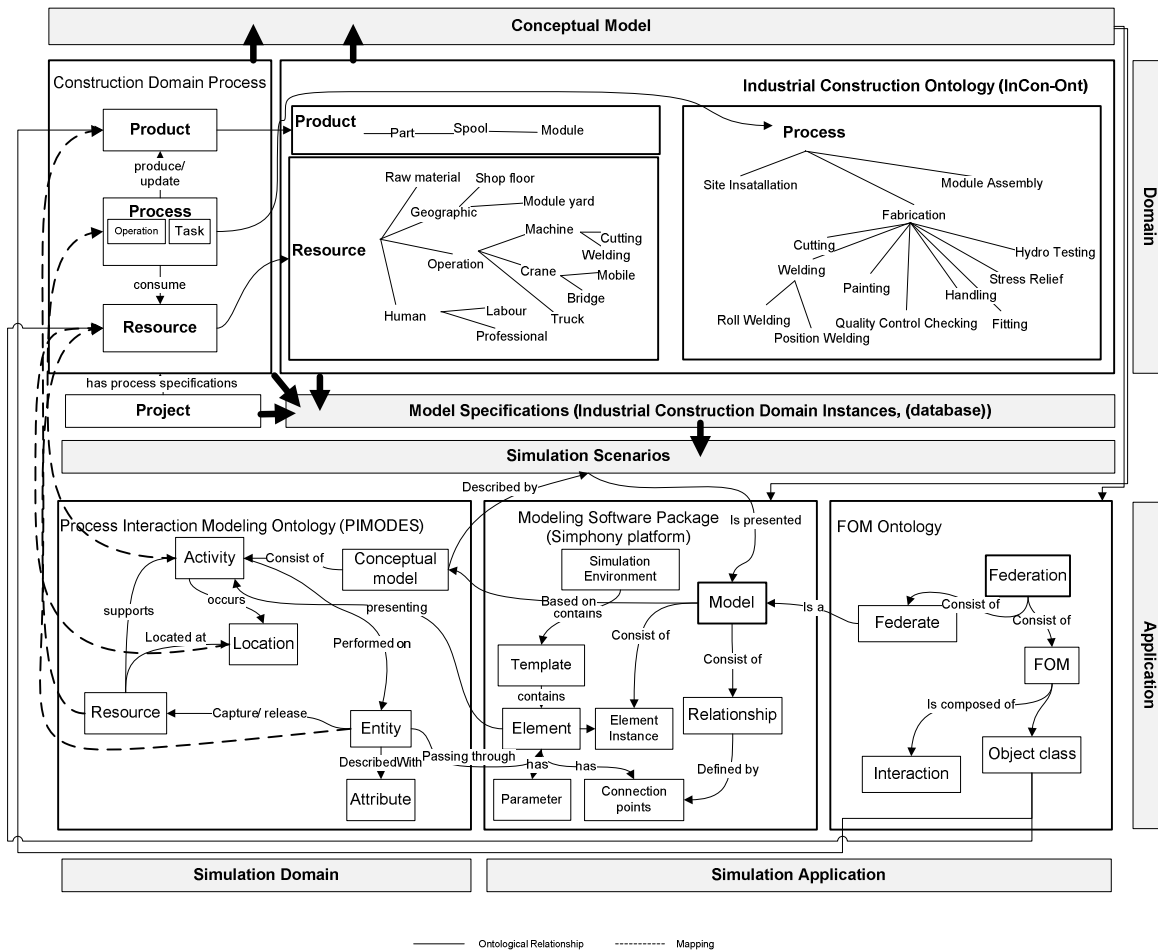 Conceptual Model
Construction Domain Process
Product
produce/
update
Process
Operation
Task
consume
Resource
has process specifications
Project
Industrial Construction Ontology (InCon-Ont)
Product
Part
Spool
Module
Resource
Raw material
Shop floor
Geographic
Module yard
Machine
Cutting
Welding
Operation
Crane
Mobile
Bridge
Truck
Human
Labour
Professional
Process
Site Insatallation
Module Assembly
Fabrication
Cutting
Welding
Hydro Testing
Stress Relief
Painting
Handling
Roll Welding
Position Welding
Quality Control Checking
Fitting
Domain
Model Specifications (Industrial Construction Domain Instances, (database))
Simulation Scenarios
Process Interaction Modeling Ontology (PIMODES)
Described by
Activity
Consist of
Conceptual
model
occurs
supports
presenting
Located at
Location
Performed on
Resource
Capture/ release
Entity
DescribedWith
Passing through
Attribute
Modeling Software Package
(Simphony platform)
Is presented
Simulation
Environment
Model
Based on
contains
Consist of
Template
Consist of
contains
Element
Element
Instance
Relationship
has
has
Defined by
Parameter
Connection
points
FOM Ontology
Federation
Is a
Federate
Consist of
Consist of
FOM
Is composed of
Object class
Interaction
Application
Simulation Domain
Simulation Application
Ontological Relationship
Mapping